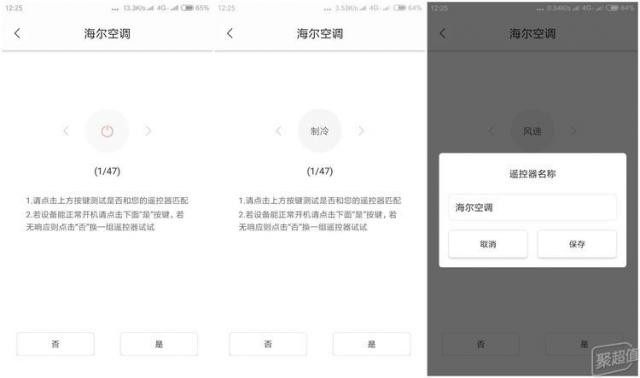 12:25
... 13.3K/s 4G 65%
海尔空调
(1/47)
1.请点击上方按键测试是否和您的遥控器匹配
2.若设备能正常开机请点击下面"是"按键，若
无响应则点击"否"换一组遥控器试试
否
是
12:25
... 3.53K/s 4G 64%
海尔空调
制冷
(1/47)
1.请点击上方按键测试是否和您的遥控器匹配
2.若设备能正常开机请点击下面"是"按键，若
无响应则点击"否"换一组遥控器试试
否
是
12:25
... 0.54K/s 4G 64%
海尔空调
风速
遥控器名称
海尔空调
取消
保存
否
是
聚超值